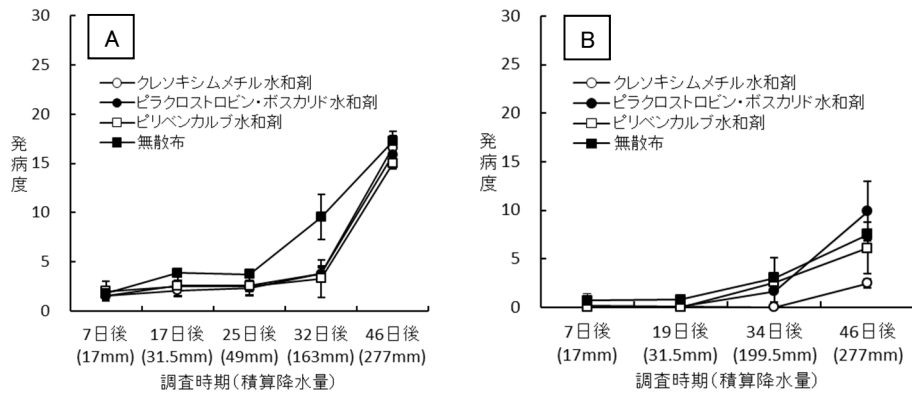 A
30
25
20
15
10
5
0
発病度
クレソキシムメチル水和剤
ピラクロストロビン・ボスカリド水和剤
ピリベンカルブ水和剤
無散布
7日後 17日後 25日後 32日後 46日後
(17mm) (31.5mm) (49mm) (163mm) (277mm)
調査時期(積算降水量)
B
30
25
20
15
10
5
0
発病度
クレソキシムメチル水和剤
ピラクロストロビン・ボスカリド水和剤
ピリベンカルブ水和剤
無散布
7日後 19日後 34日後 46日後
(17mm) (31.5mm) (199.5mm) (277mm)
調査時期(積算降水量)